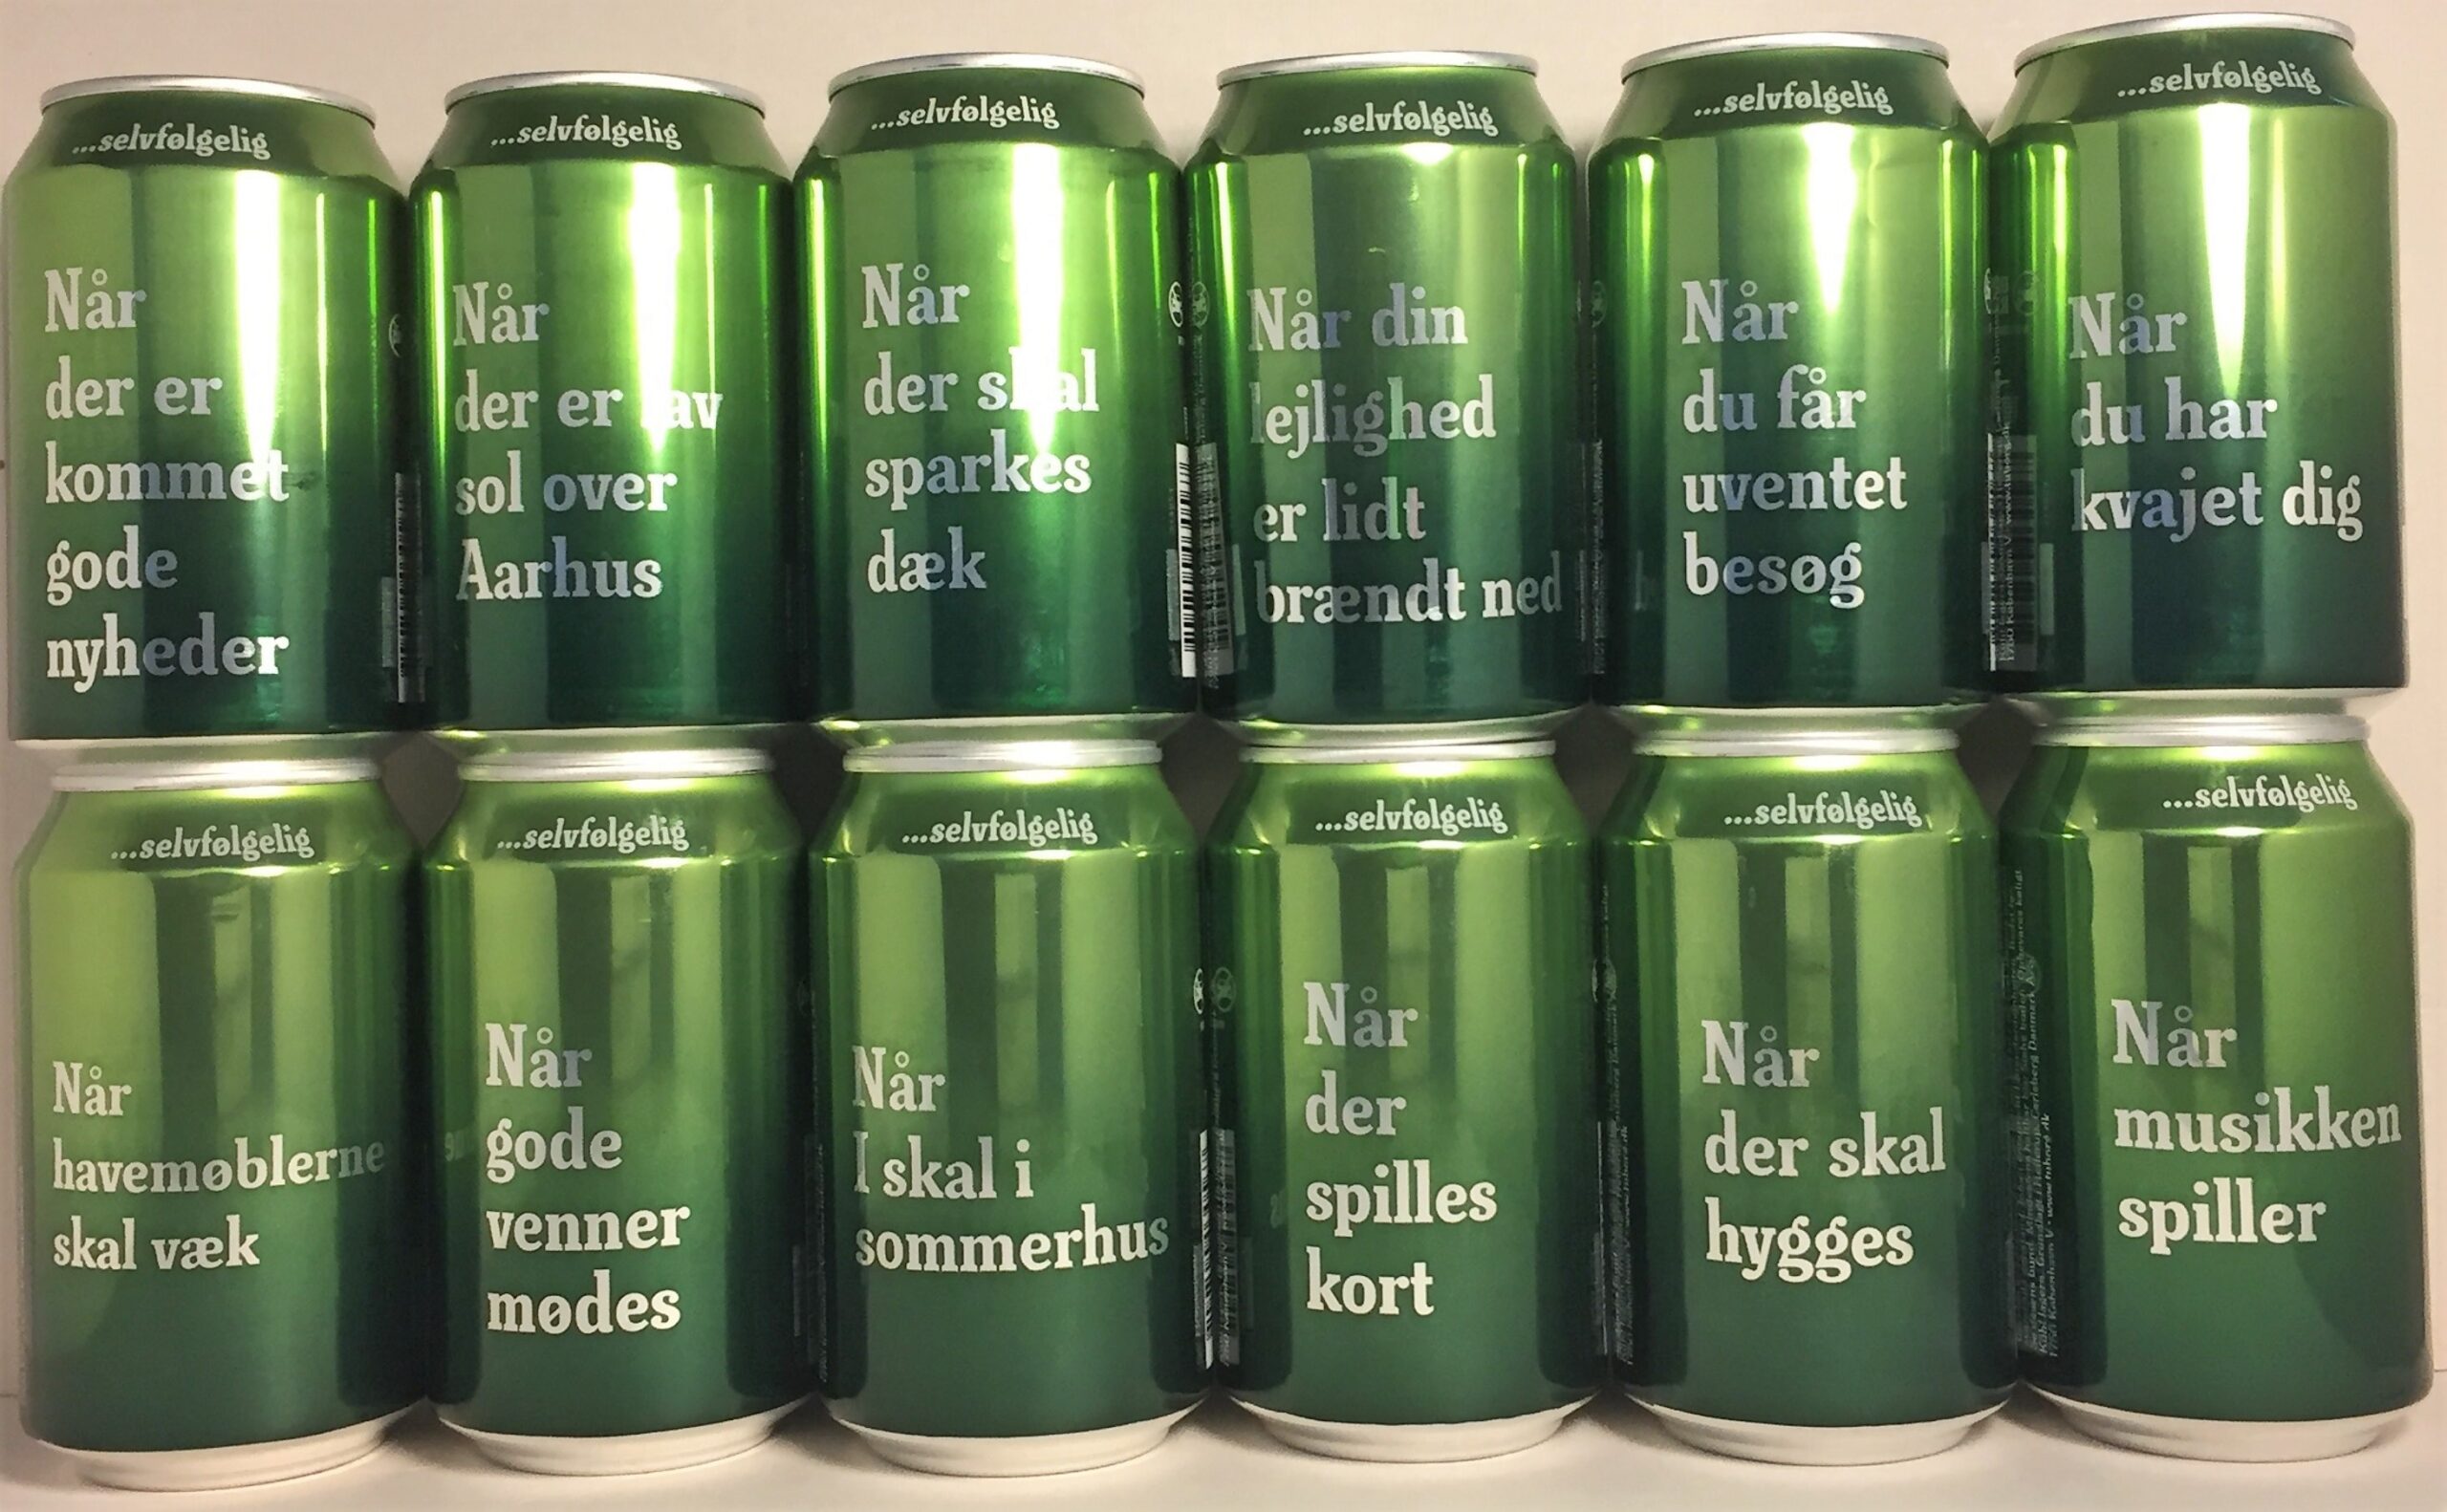 ...selvfølgelig
Når
der er
kommet
gode
nyheder
...selvfølgelig
Når
der er lav
sol over
Aarhus
...selvfølgelig
Når
der skal
sparkes
dæk
...selvfølgelig
Når din
lejlighed
er lidt
brændt ned
...selvfølgelig
Når
du får
uventet
besøg
...selvfølgelig
Når
du har
kvajet dig
...selvfølgelig
Når
havemøblerne
skal væk
...selvfølgelig
Når
gode
venner
mødes
...selvfølgelig
Når
I skal i
sommerhus
...selvfølgelig
Når
der
spilles
kort
...selvfølgelig
Når
der skal
hygges
...selvfølgelig
Når
musikken
spiller